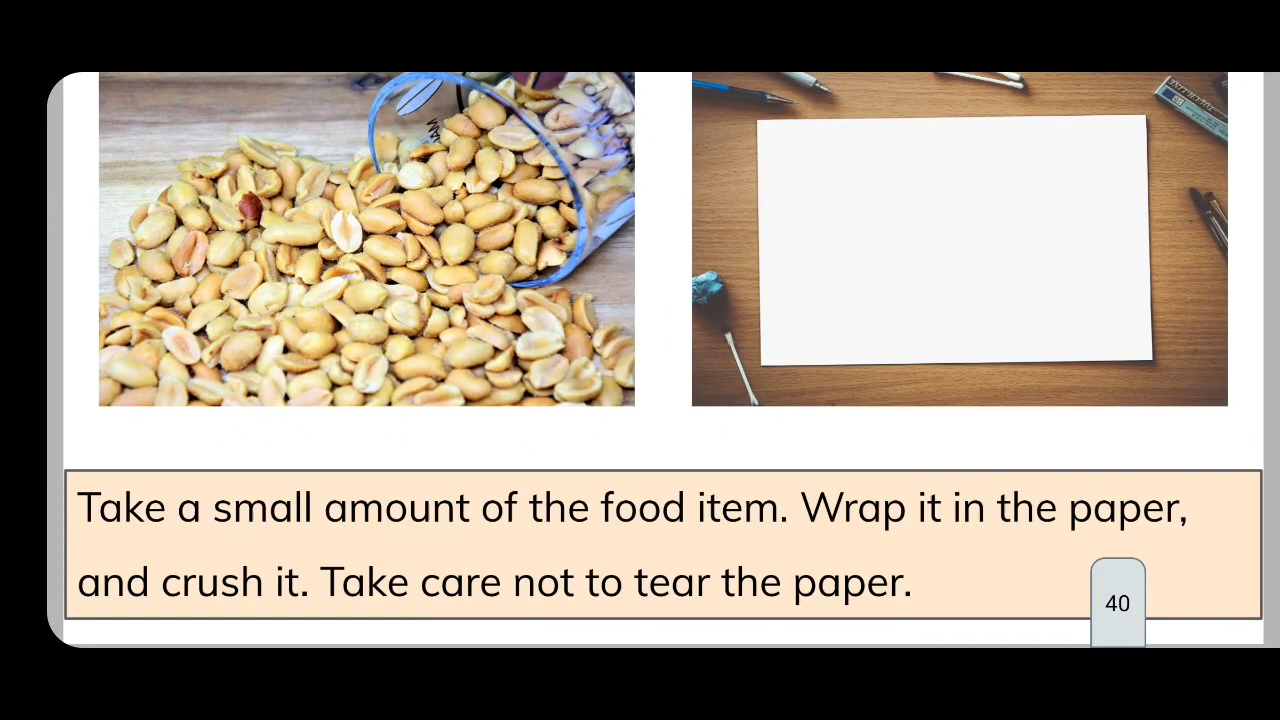 Take a small amount of the food item. Wrap it in the paper,
and crush it. Take care not to tear the paper.
40